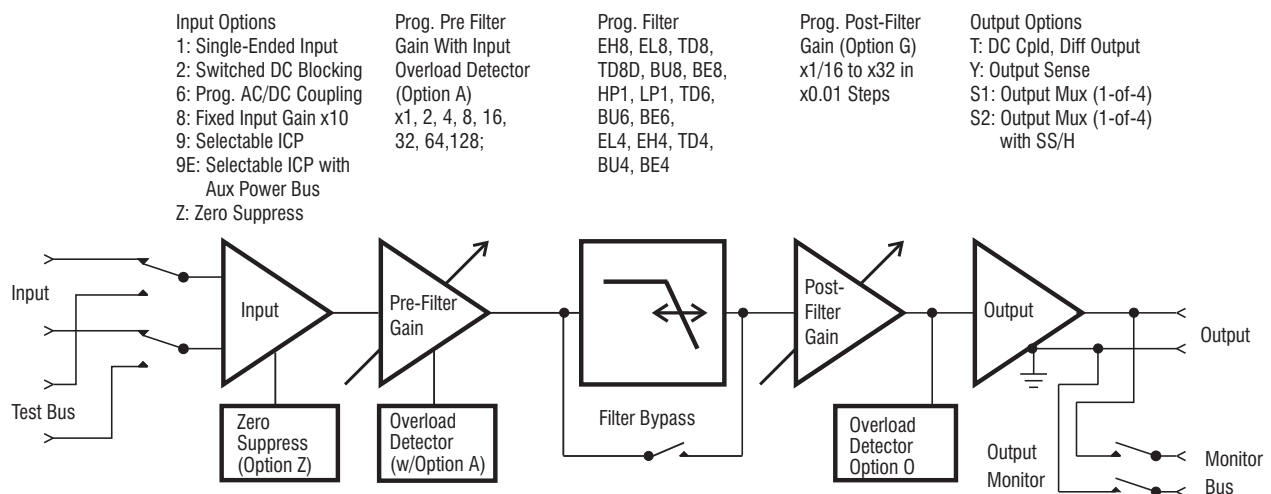 Input Options
1: Single-Ended Input
2: Switched DC Blocking
6: Prog. AC/DC Coupling
8: Fixed Input Gain x10
9: Selectable ICP
9E: Selectable ICP with
Aux Power Bus
Z: Zero Suppress
Prog. Pre Filter
Gain With Input
Overload Detector
(Option A)
x1, 2, 4, 8, 16,
32, 64,128;
Prog. Filter
EH8, EL8, TD8,
TD8D, BU8, BE8,
HP1, LP1, TD6,
BU6, BE6,
EL4, EH4, TD4,
BU4, BE4
Prog. Post-Filter
Gain (Option G)
x1/16 to x32 in
x0.01 Steps
Output Options
T: DC Cpld, Diff Output
Y: Output Sense
S1: Output Mux (1-of-4)
S2: Output Mux (1-of-4)
with SS/H
Input
Test Bus
Input
Zero
Suppress
(Option Z)
Pre-Filter
Gain
Overload
Detector
(w/Option A)
Filter Bypass
Post-
Filter
Gain
Overload
Detector
Option O
Output
Output
Output
Monitor
Monitor
Bus